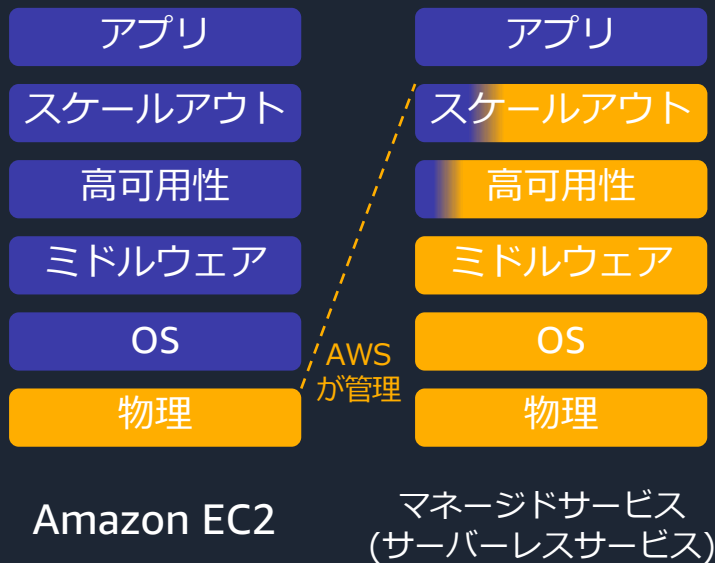 アプリ
スケールアウト
高可用性
ミドルウェア
OS
物理
Amazon EC2
AWS
が管理
アプリ
スケールアウト
高可用性
ミドルウェア
OS
物理
マネージドサービス
(サーバーレスサービス)